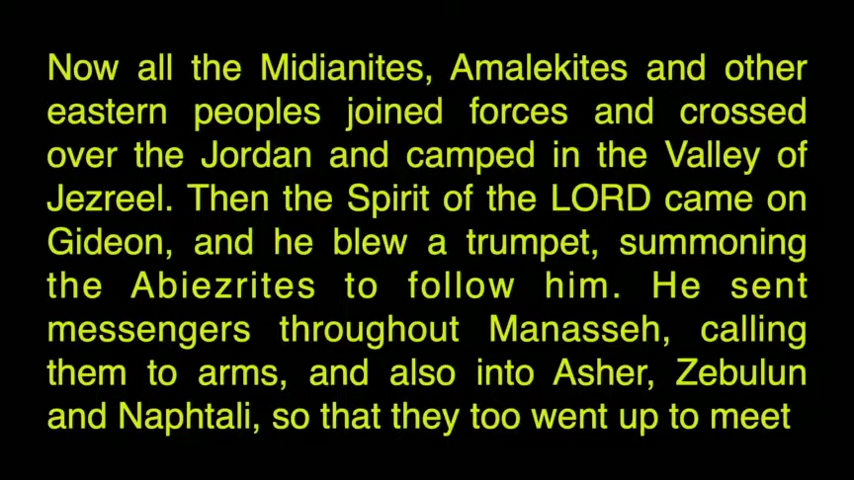 Now all the Midianites, Amalekites and other
eastern peoples joined forces and crossed
over the Jordan and camped in the Valley of
Jezreel. Then the Spirit of the LORD came on
Gideon, and he blew a trumpet, summoning
the Abiezrites to follow him. He sent
messengers throughout Manasseh, calling
them to arms, and also into Asher, Zebulun
and Naphtali, so that they too went up to meet